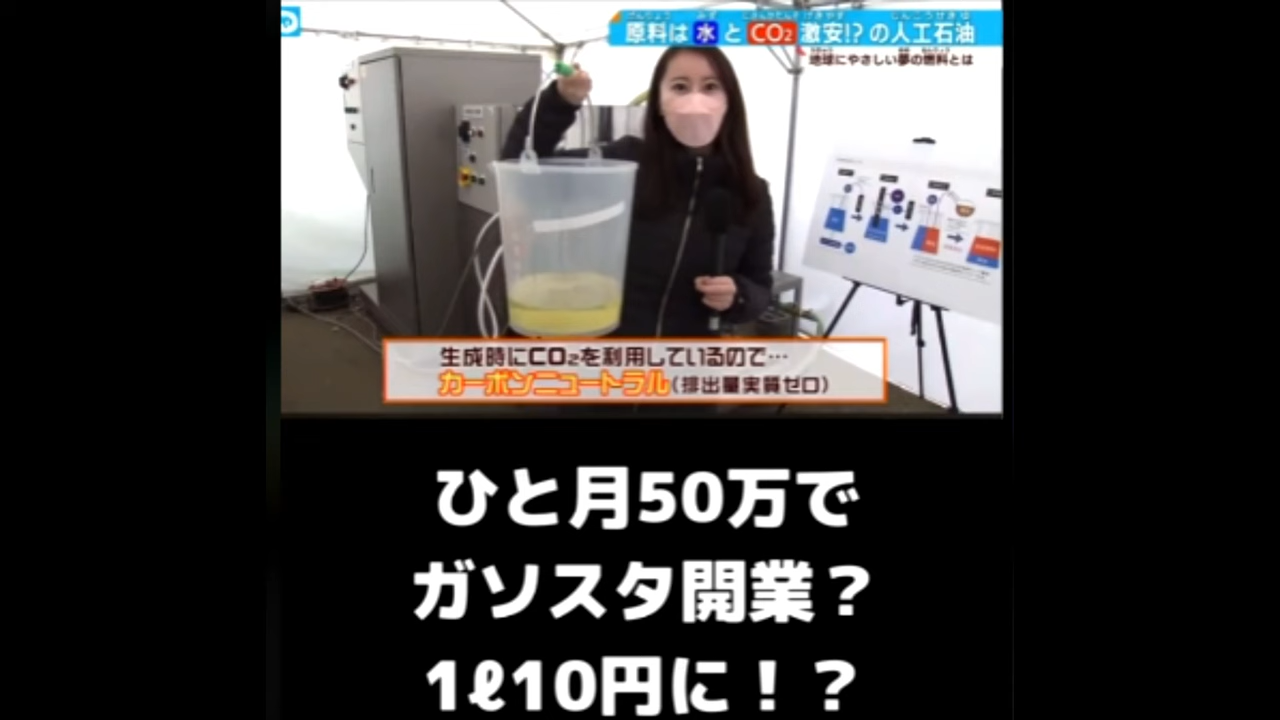 原料は水とCO₂激安!?の人工石油
地球にやさしい夢の燃料とは
生成時にCO₂を利用しているので…
カーボンニュートラル(排出量実質ゼロ)
ひと月50万で
ガソスタ開業？
1ℓ10円に！？